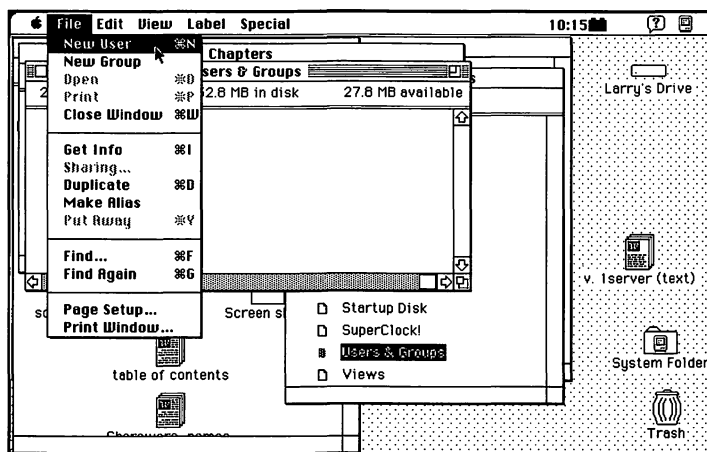 File Edit View Label Special 10:15
New User ⌘N
New Group
Open ⌘O
Print ⌘P
Close Window ⌘W
Get Info ⌘I
Sharing...
Duplicate ⌘D
Make Alias
Put Away ⌘Y
Find... ⌘F
Find Again ⌘G
Page Setup...
Print Window...
Chapters
sers & Groups
2.8 MB in disk 27.8 MB available
Larry's Drive
v. 1server (text)
System Folder
Trash
Screen s
Startup Disk
SuperClock!
Users & Groups
Views
table of contents